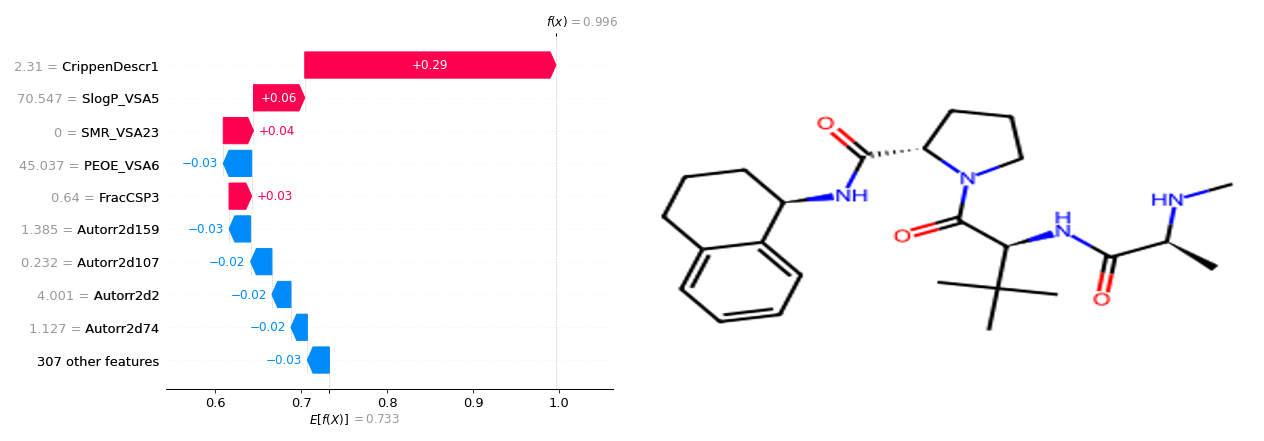 f(x) = 0.996
2.31 = CrippenDescr1
+0.29
70.547 = SlogP_VSA5
+0.06
0 = SMR_VSA23
+0.04
45.037 = PEOE_VSA6
−0.03
0.64 = FracCSP3
+0.03
1.385 = Autorr2d159
−0.03
0.232 = Autorr2d107
−0.02
4.001 = Autorr2d2
−0.02
1.127 = Autorr2d74
−0.02
307 other features
−0.03
0.6 0.7 0.8 0.9 1.0
E[f(X)] = 0.733
O
NH
N
O
H
N
HN
O